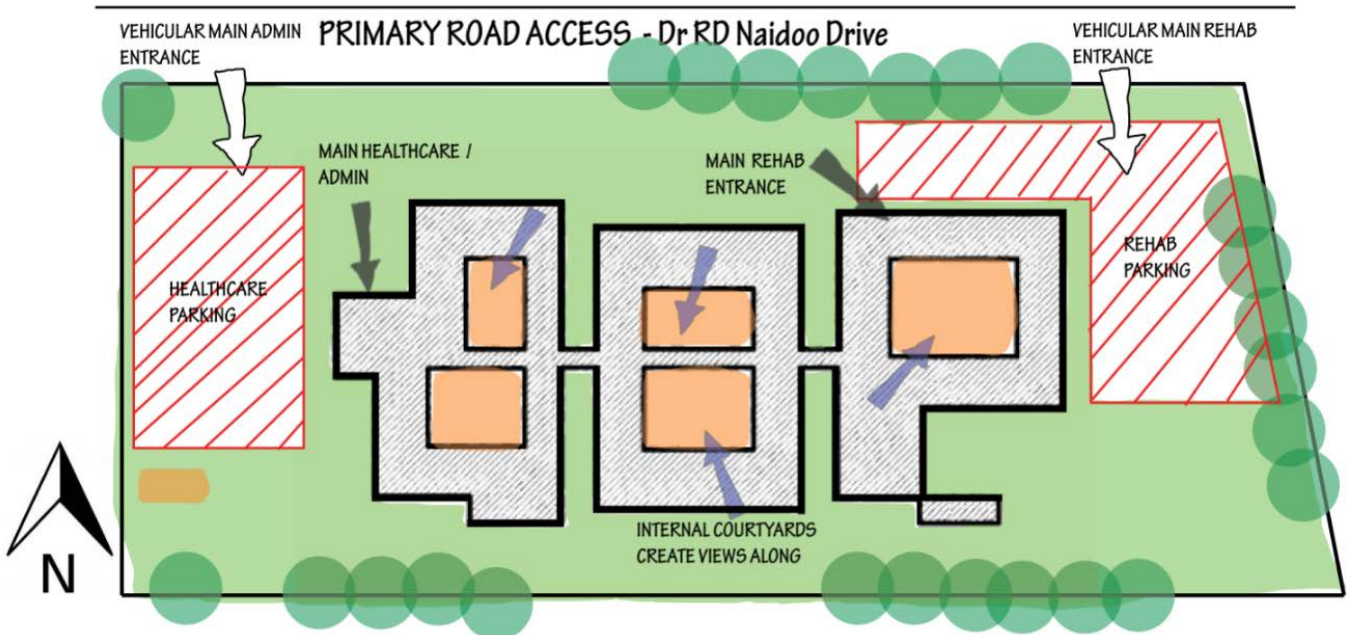 PRIMARY ROAD ACCESS - Dr RD Naidoo Drive
VEHICULAR MAIN ADMIN
ENTRANCE
VEHICULAR MAIN REHAB
ENTRANCE
MAIN HEALTHCARE /
ADMIN
MAIN REHAB
ENTRANCE
HEALTHCARE
PARKING
REHAB
PARKING
INTERNAL COURTYARDS
CREATE VIEWS ALONG
N